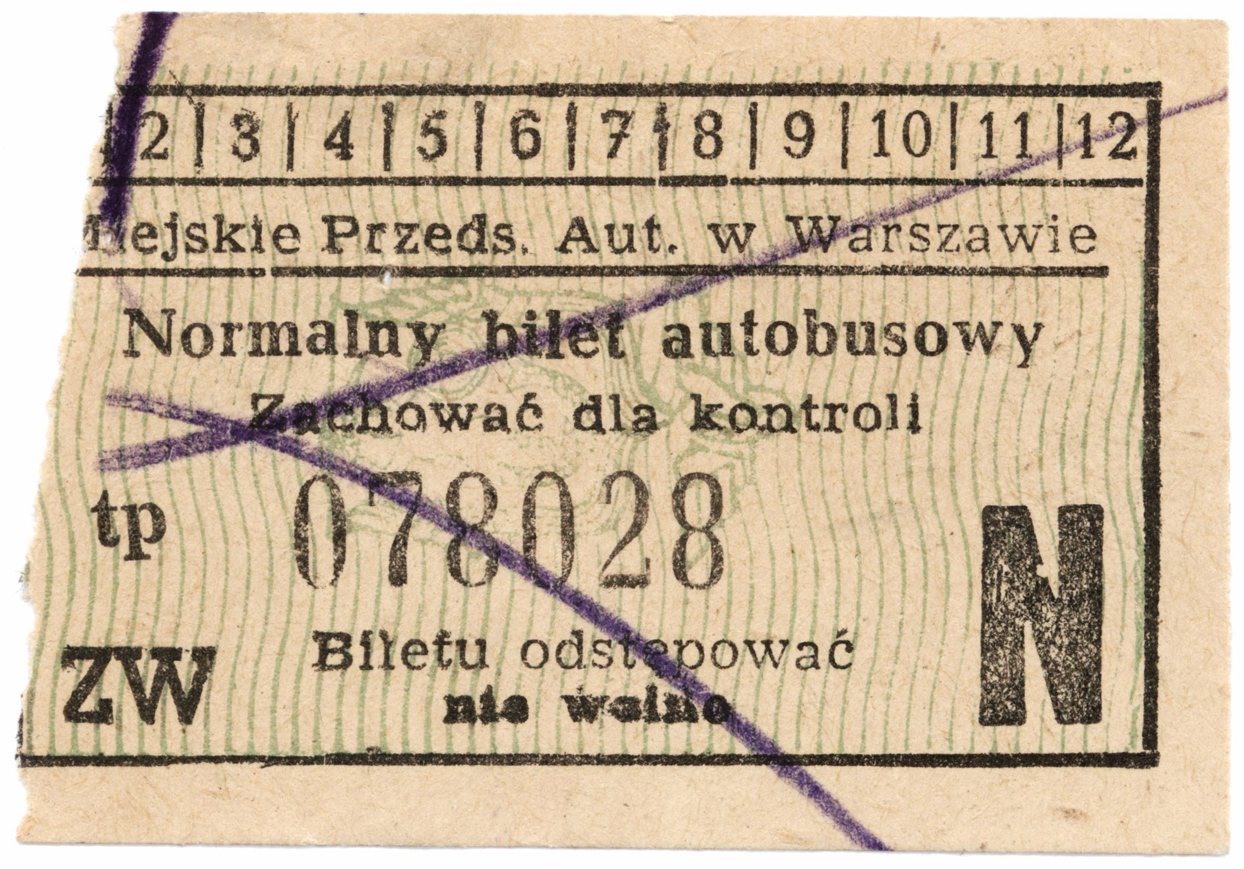 2 | 3 | 4 | 5 | 6 | 7 | 8 | 9 | 10 | 11 | 12
Miejskie Przeds. Aut. w Warszawie
Normalny bilet autobusowy
Zachować dla kontroli
tp 078028
N
ZW
Biletu odstępować
nie wolno